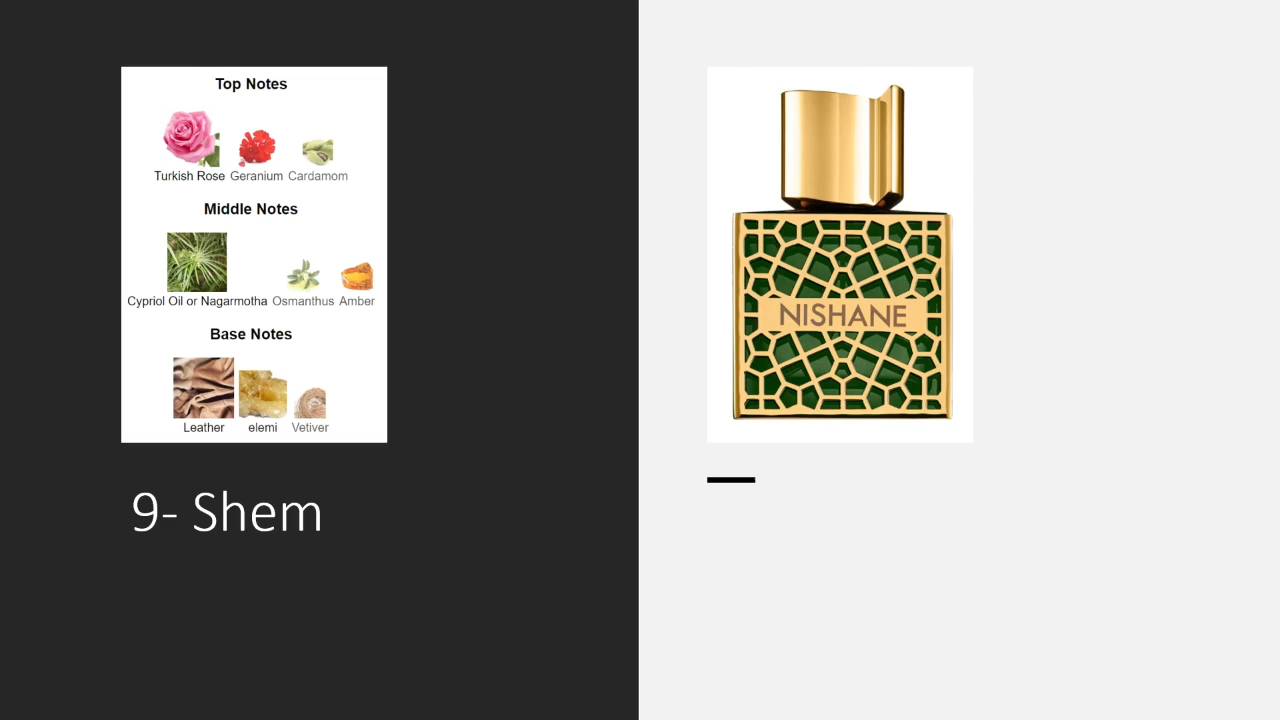 Top Notes
Turkish Rose Geranium Cardamom
Middle Notes
Cypriol Oil or Nagarmotha Osmanthus Amber
Base Notes
Leather elemi Vetiver
9- Shem
NISHANE